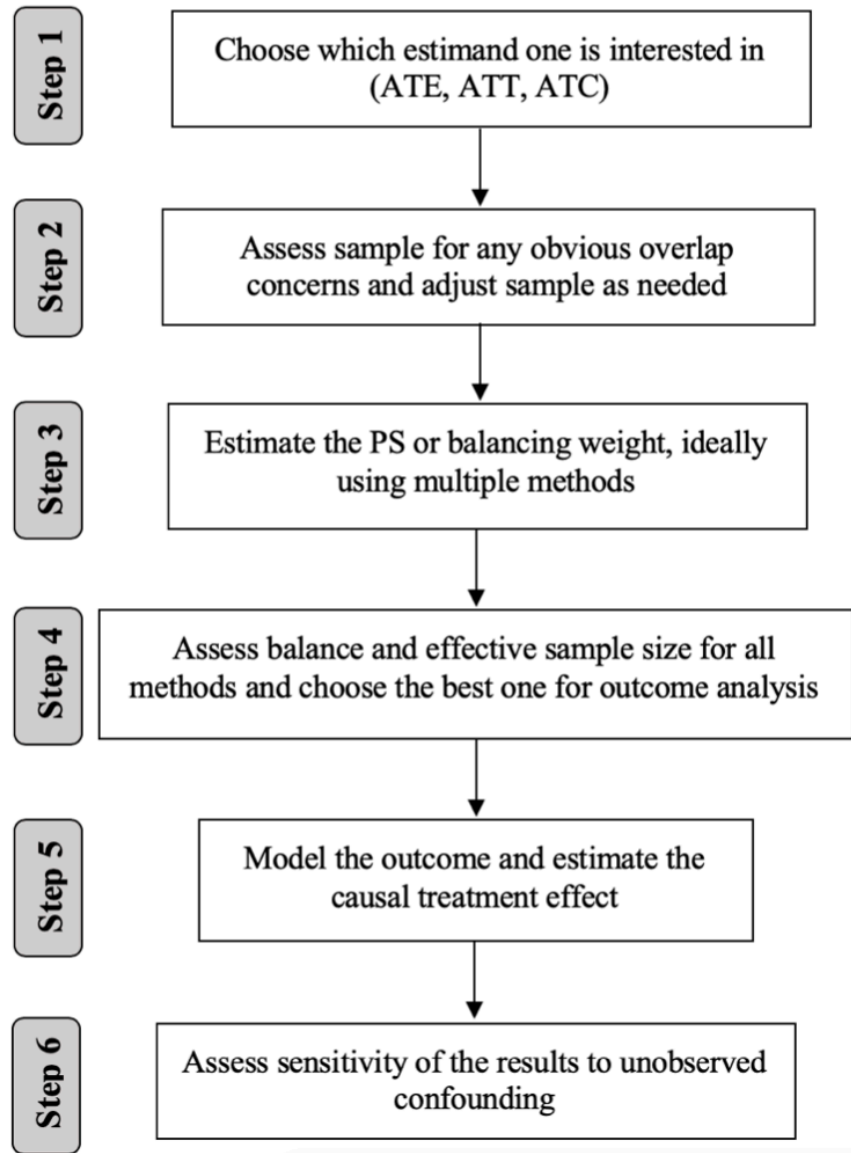 Step 1
Choose which estimand one is interested in
(ATE, ATT, ATC)
Step 2
Assess sample for any obvious overlap
concerns and adjust sample as needed
Step 3
Estimate the PS or balancing weight, ideally
using multiple methods
Step 4
Assess balance and effective sample size for all
methods and choose the best one for outcome analysis
Step 5
Model the outcome and estimate the
causal treatment effect
Step 6
Assess sensitivity of the results to unobserved
confounding